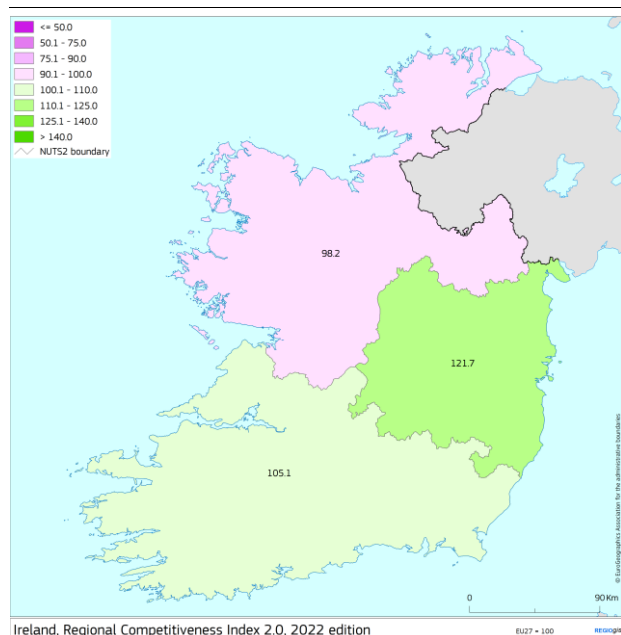 <= 50.0
50.1 - 75.0
75.1 - 90.0
90.1 - 100.0
100.1 - 110.0
110.1 - 125.0
125.1 - 140.0
> 140.0
NUTS2 boundary
98.2
121.7
105.1
© EuroGeographics Association for the administrative boundaries
0 90 Km
Ireland. Regional Competitiveness Index 2.0. 2022 edition
EU27 = 100
REGIOgis